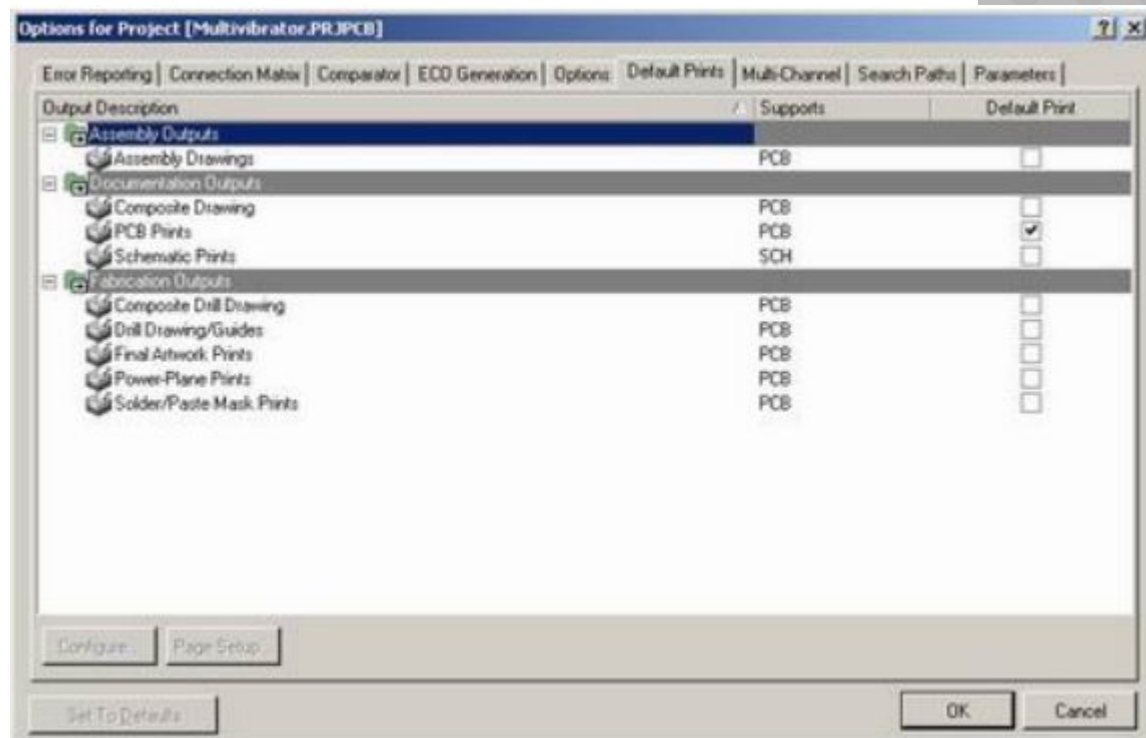 Options for Project [Multivibrator.PRJPCB]
Error Reporting Connection Matrix Comparator ECO Generation Options Default Prints Multi-Channel Search Paths Parameters
Output Description Supports Default Print
Assembly Outputs
Assembly Drawings PCB
Documentation Outputs
Composite Drawing PCB
PCB Prints PCB
Schematic Prints SCH
Fabrication Outputs
Composite Drill Drawing PCB
Drill Drawing/Guides PCB
Final Artwork Prints PCB
Power-Plane Prints PCB
Solder/Paste Mask Prints PCB
Configure... Page Setup...
Set To Defaults OK Cancel